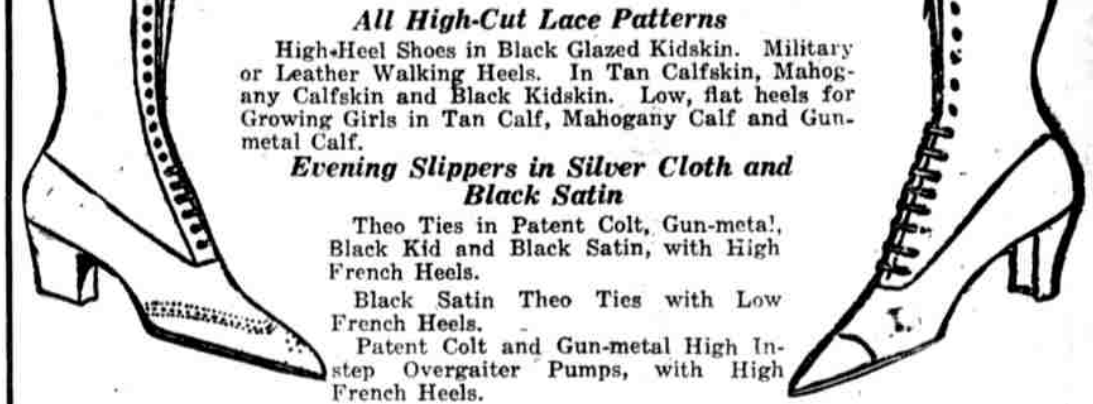 All High-Cut Lace Patterns
High-Heel Shoes in Black Glazed Kidskin. Military
or Leather Walking Heels. In Tan Calfskin, Mahog-
any Calfskin and Black Kidskin. Low, flat heels for
Growing Girls in Tan Calf, Mahogany Calf and Gun-
metal Calf.
Evening Slippers in Silver Cloth and
Black Satin
Theo Ties in Patent Colt, Gun-metal,
Black Kid and Black Satin, with High
French Heels.
Black Satin Theo Ties with Low
French Heels.
Patent Colt and Gun-metal High In-
step Overgaiter Pumps, with High
French Heels.